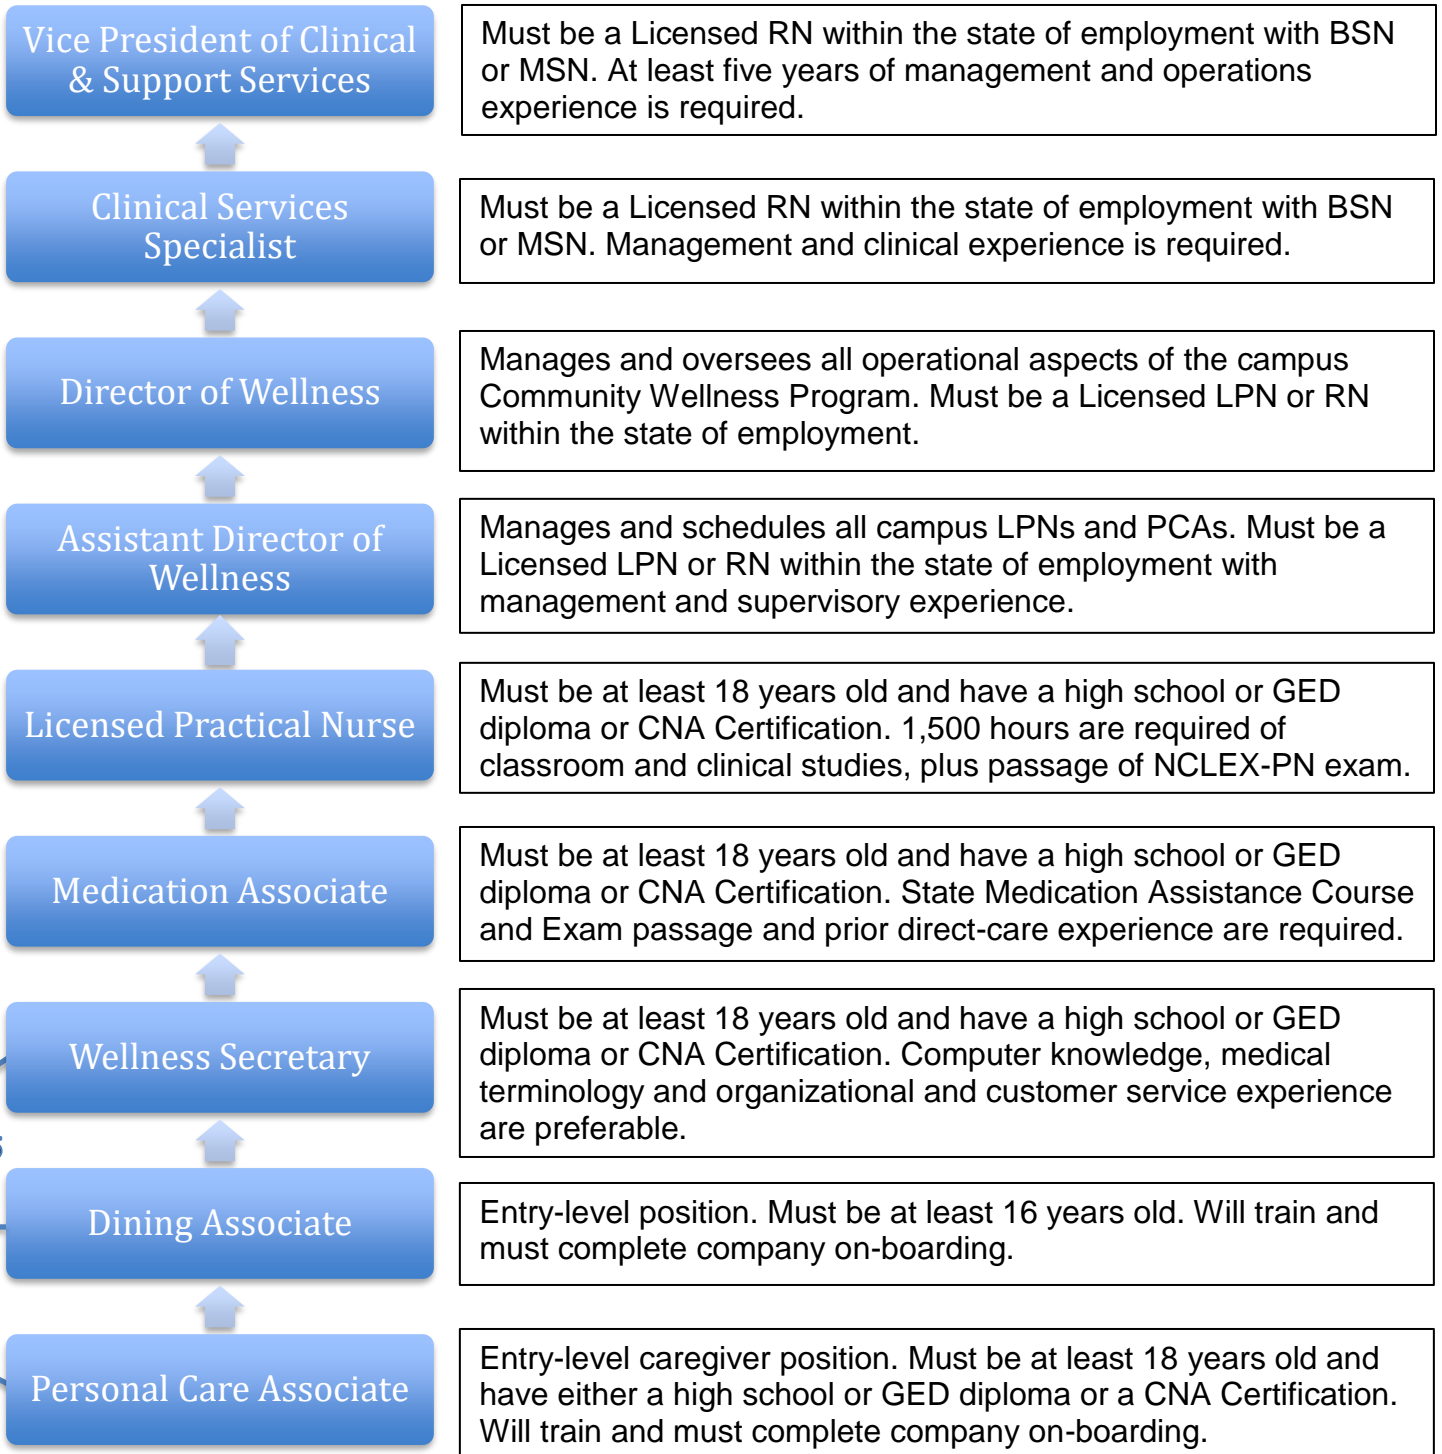 Vice President of Clinical
& Support Services
Must be a Licensed RN within the state of employment with BSN
or MSN. At least five years of management and operations
experience is required.
Clinical Services
Specialist
Must be a Licensed RN within the state of employment with BSN
or MSN. Management and clinical experience is required.
Director of Wellness
Manages and oversees all operational aspects of the campus
Community Wellness Program. Must be a Licensed LPN or RN
within the state of employment.
Assistant Director of
Wellness
Manages and schedules all campus LPNs and PCAs. Must be a
Licensed LPN or RN within the state of employment with
management and supervisory experience.
Licensed Practical Nurse
Must be at least 18 years old and have a high school or GED
diploma or CNA Certification. 1,500 hours are required of
classroom and clinical studies, plus passage of NCLEX-PN exam.
Medication Associate
Must be at least 18 years old and have a high school or GED
diploma or CNA Certification. State Medication Assistance Course
and Exam passage and prior direct-care experience are required.
Wellness Secretary
Must be at least 18 years old and have a high school or GED
diploma or CNA Certification. Computer knowledge, medical
terminology and organizational and customer service experience
are preferable.
Dining Associate
Entry-level position. Must be at least 16 years old. Will train and
must complete company on-boarding.
Personal Care Associate
Entry-level caregiver position. Must be at least 18 years old and
have either a high school or GED diploma or a CNA Certification.
Will train and must complete company on-boarding.